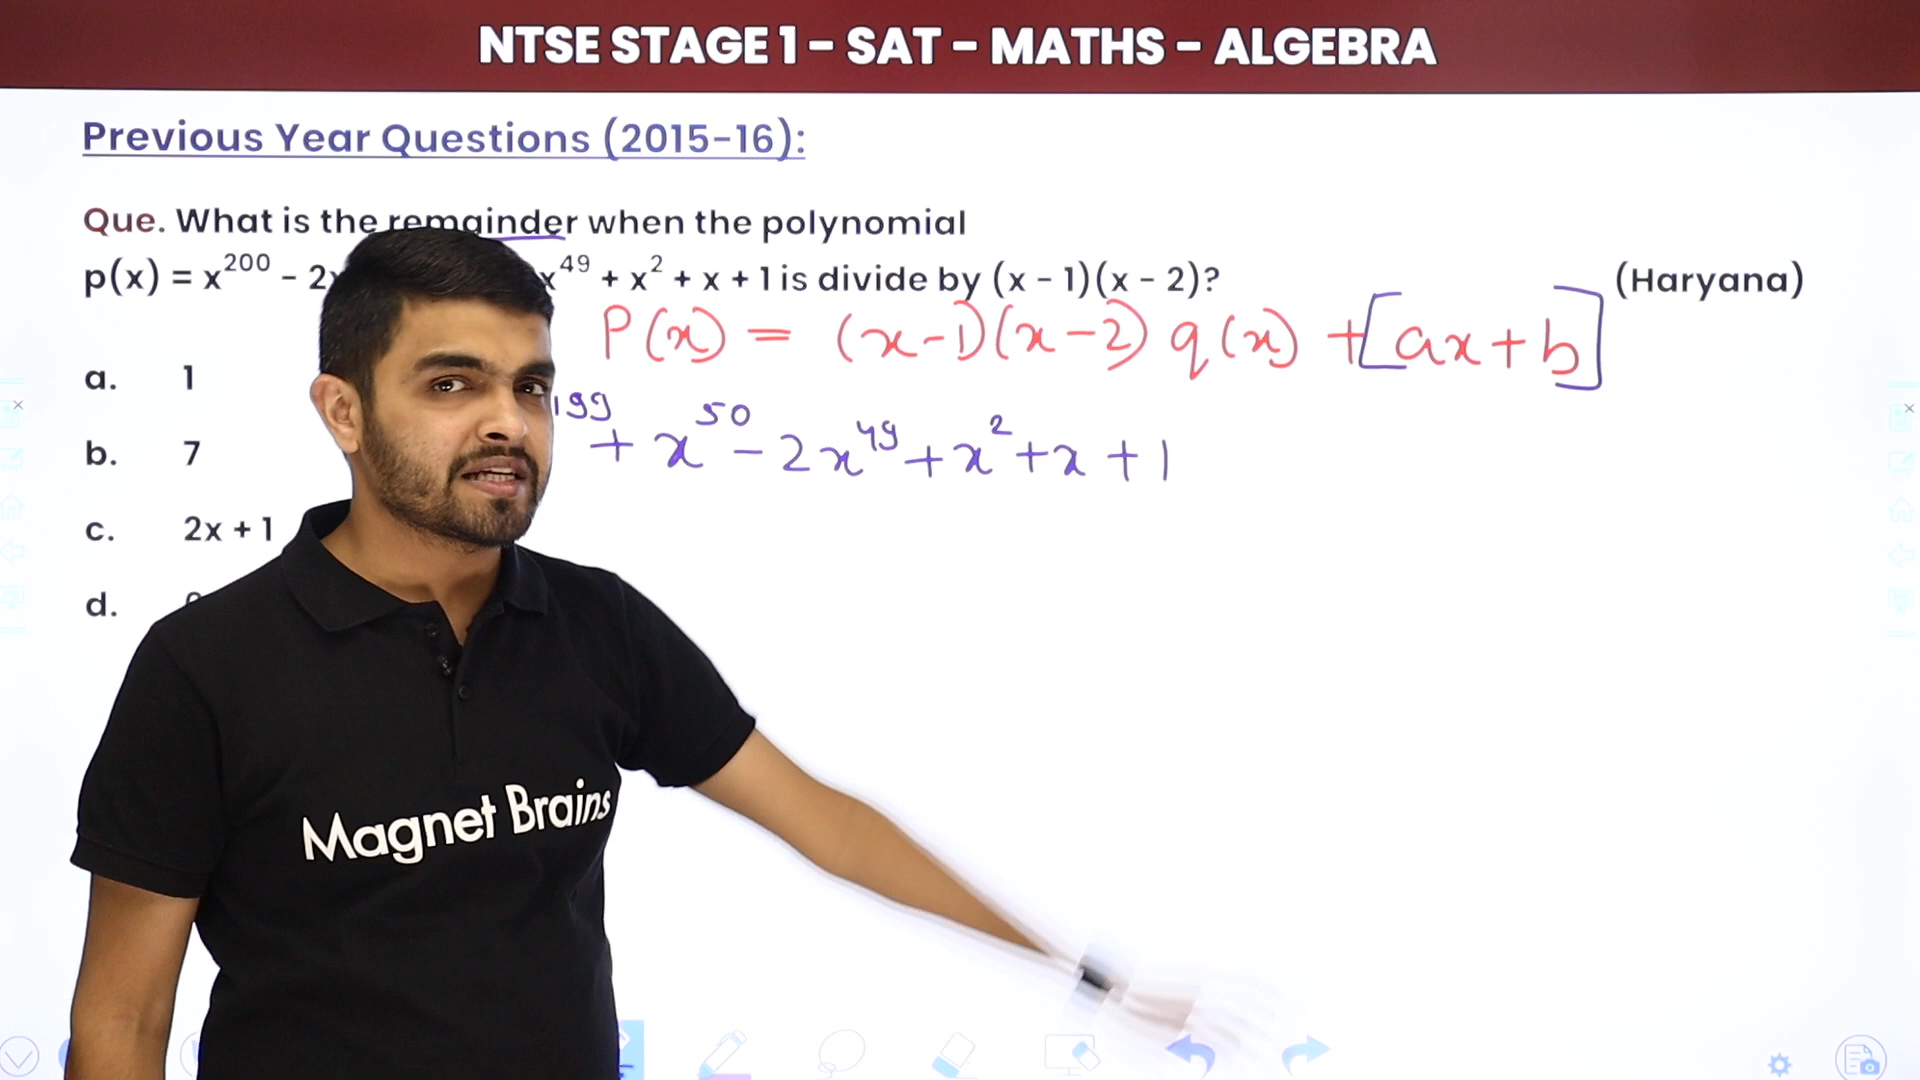 NTSE STAGE 1 - SAT - MATHS - ALGEBRA
Previous Year Questions (2015-16):
Que. What is the remainder when the polynomial
p(x) = x²⁰⁰ - 2x x⁴⁹ + x² + x + 1 is divide by (x - 1)(x - 2)? (Haryana)
P(x) = (x-1)(x-2) q(x) + [ax+b]
a. 1
199 + x⁵⁰ - 2x⁴⁹ + x² + x + 1
b. 7
c. 2x + 1
d.
Magnet Brains